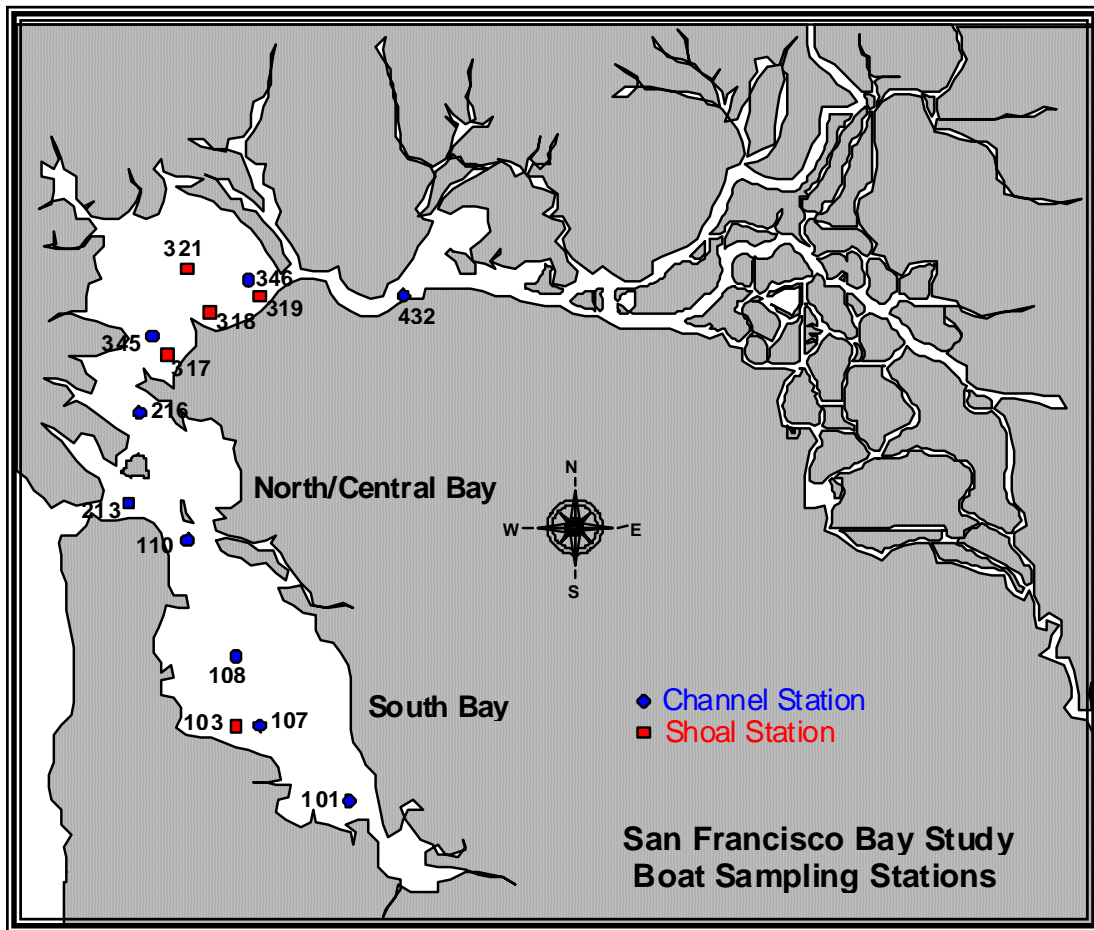 321
346
319
318
432
345
317
216
North/Central Bay
N
213
W
E
110
S
108
South Bay
Channel Station
103
107
Shoal Station
101
San Francisco Bay Study
Boat Sampling Stations